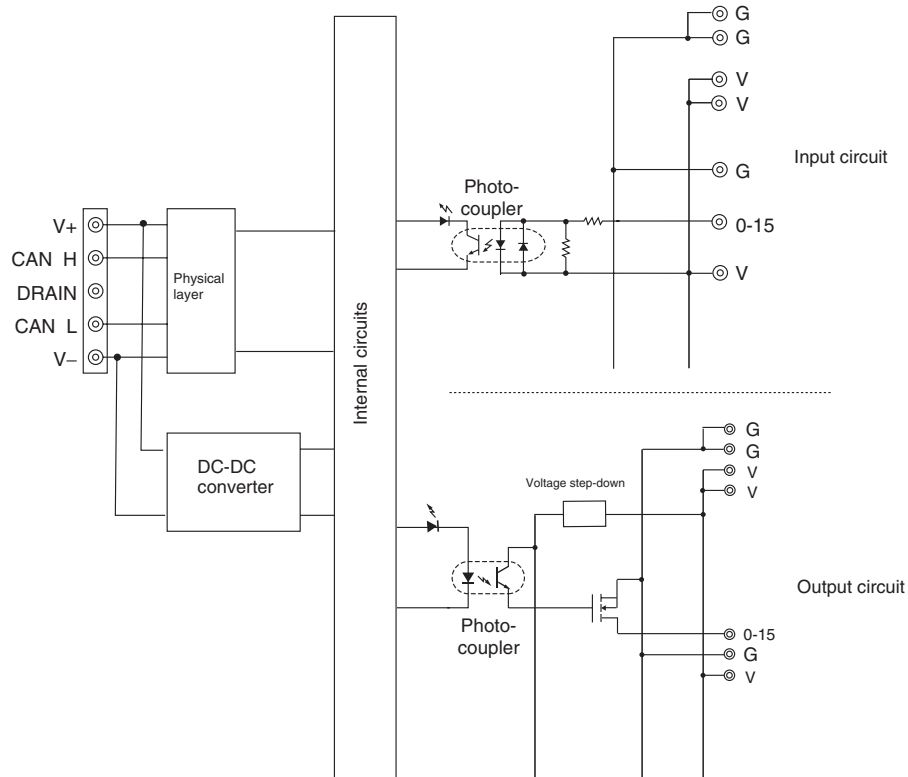 G
G
V
V
G
Input circuit
Photo-
coupler
0-15
V
V+
CAN H
DRAIN
CAN L
V–
Physical
layer
Internal circuits
DC-DC
converter
G
G
V
V
Voltage step-down
Output circuit
Photo-
coupler
0-15
G
V